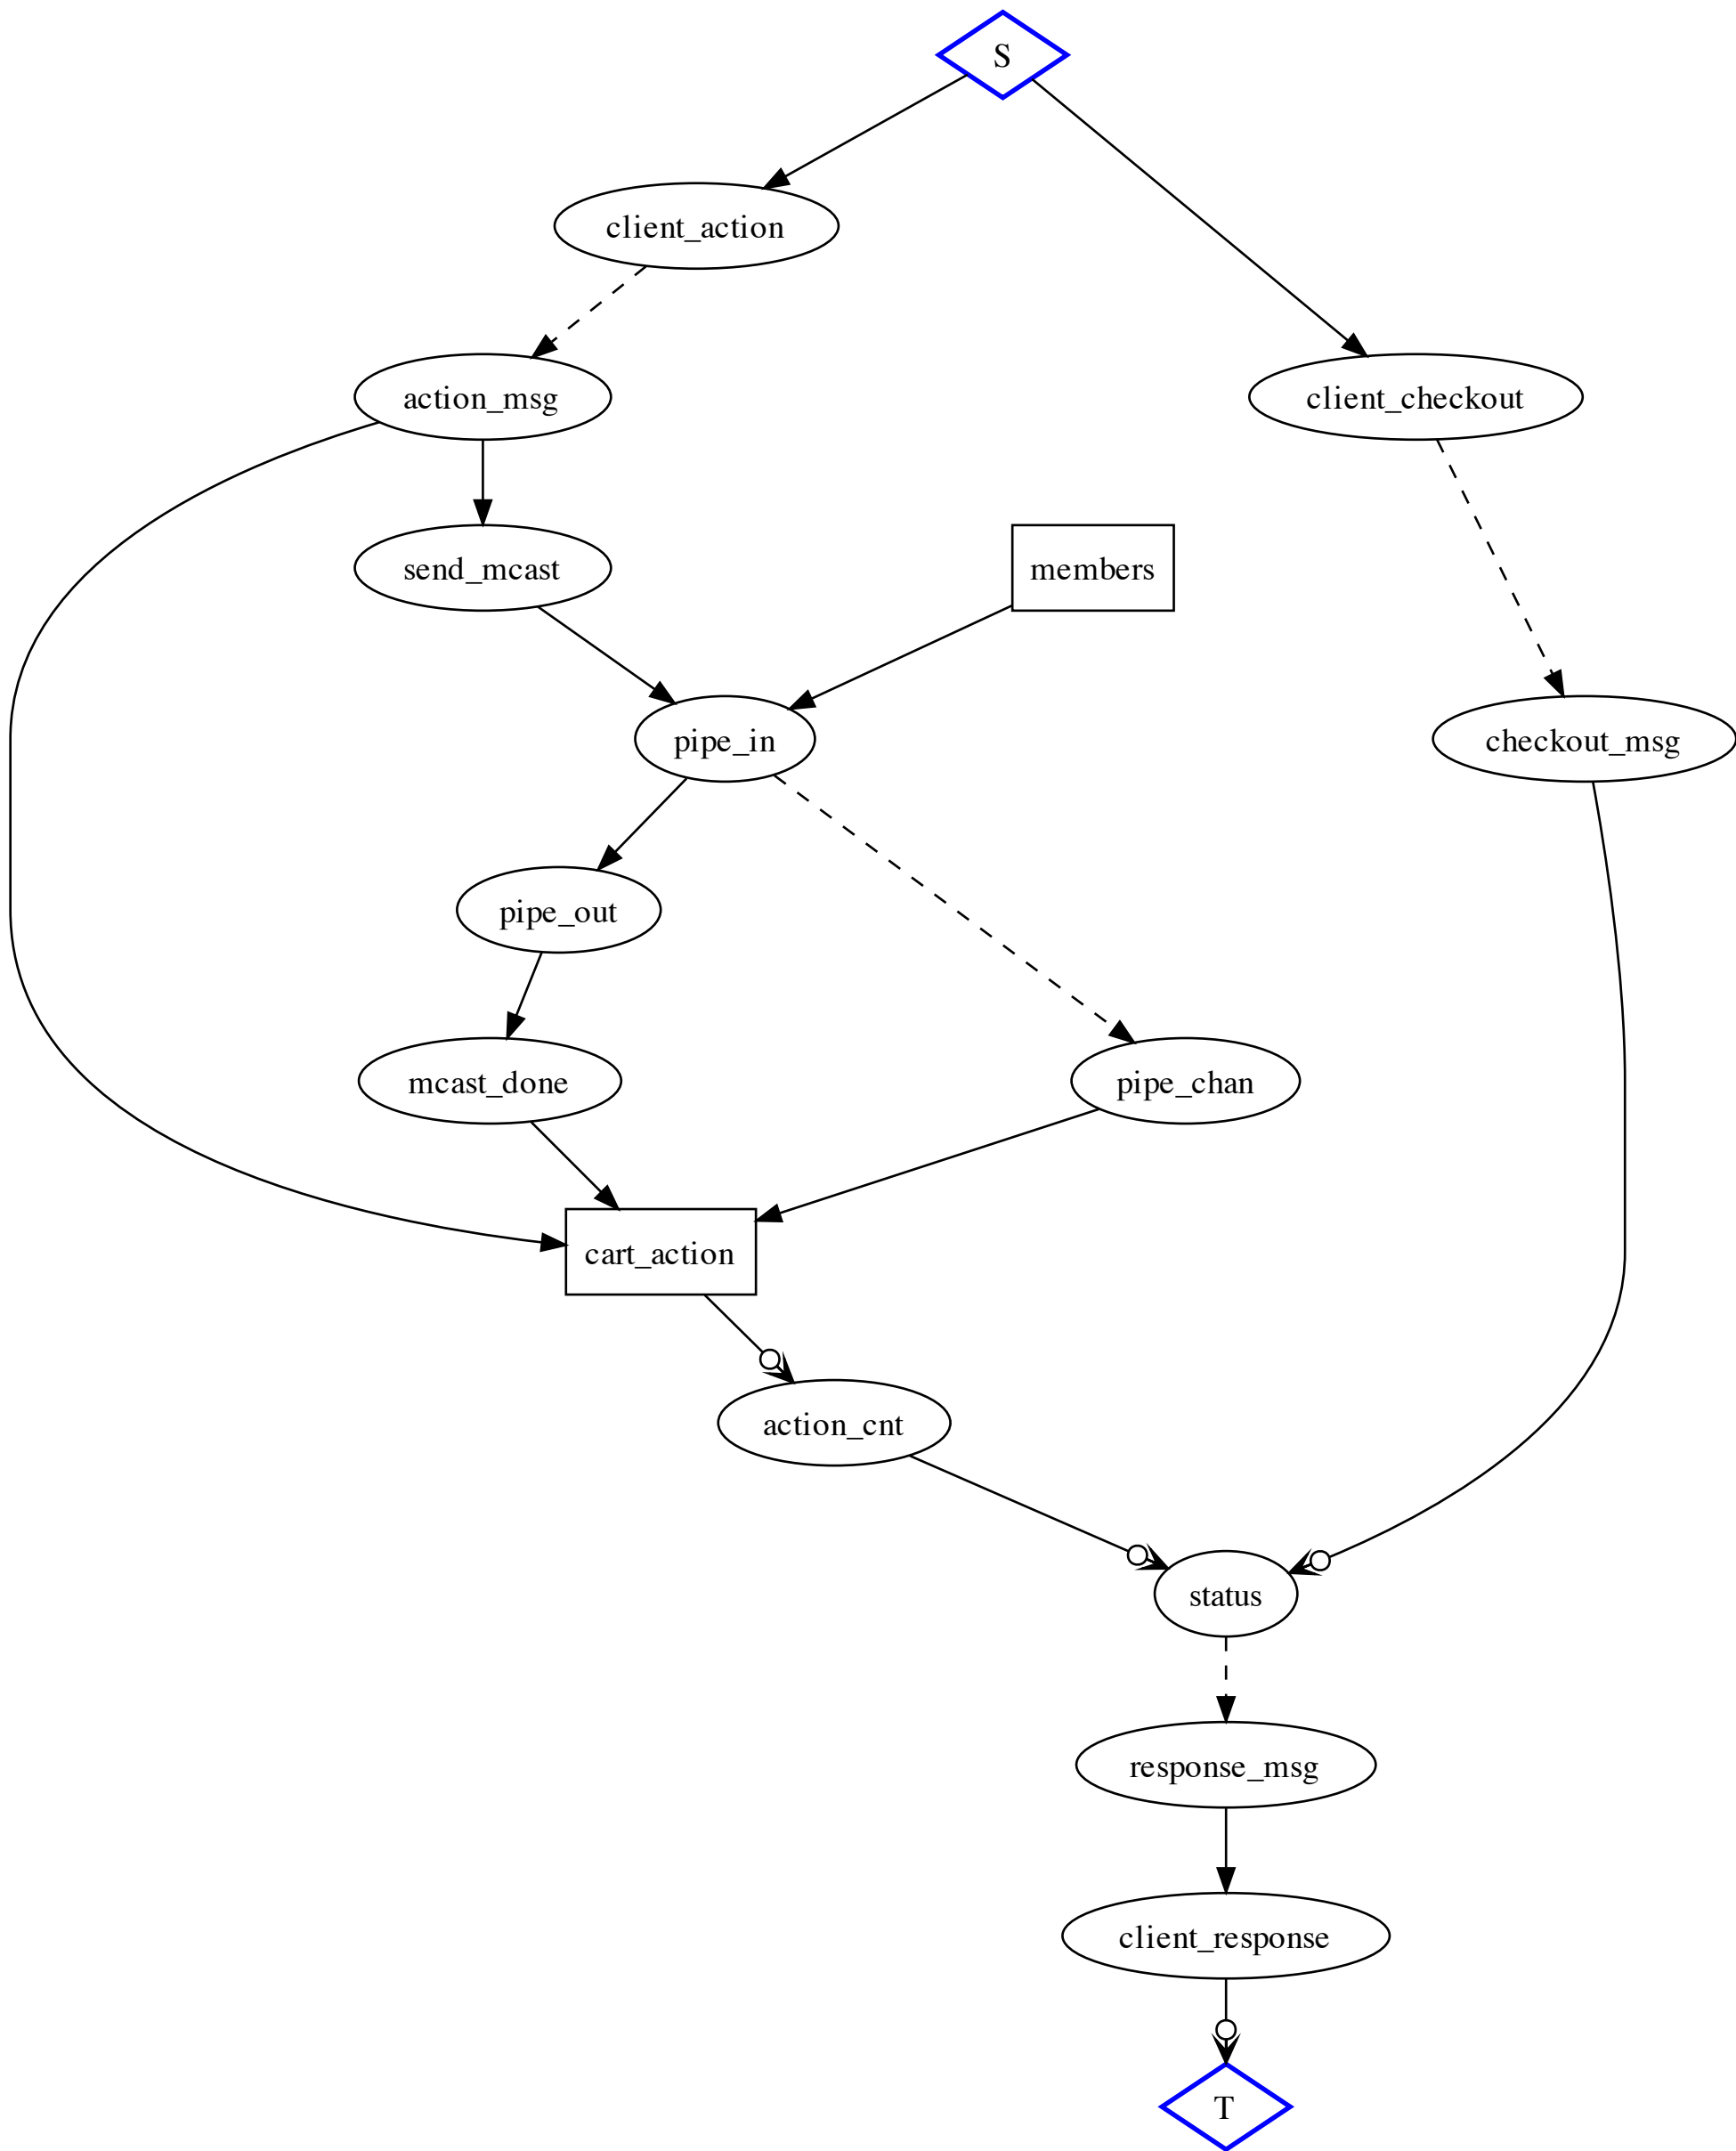 S
client_action
action_msg
client_checkout
send_mcast
members
pipe_in
checkout_msg
pipe_out
mcast_done
pipe_chan
cart_action
action_cnt
status
response_msg
client_response
T